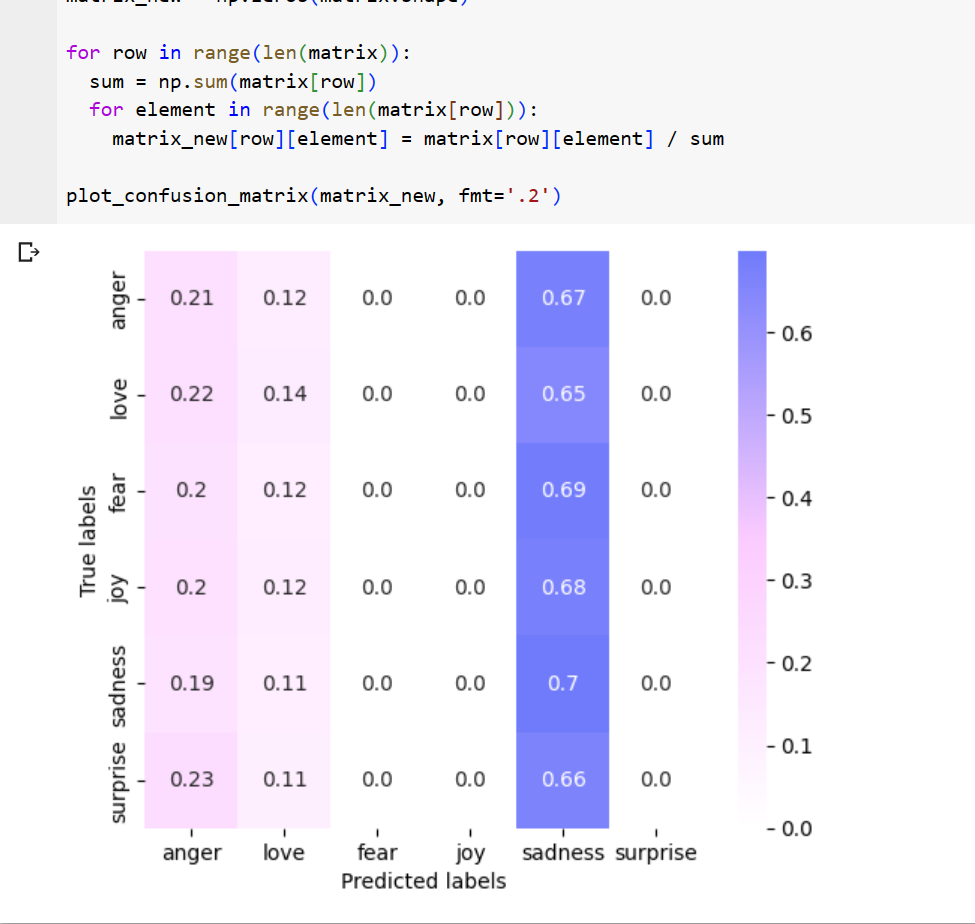 matrix_new = np.zeros(matrix.shape)
for row in range(len(matrix)):
sum = np.sum(matrix[row])
for element in range(len(matrix[row])):
matrix_new[row][element] = matrix[row][element] / sum
plot_confusion_matrix(matrix_new, fmt='.2')
True labels
anger 0.21 0.12 0.0 0.0 0.67 0.0
love 0.22 0.14 0.0 0.0 0.65 0.0
fear 0.2 0.12 0.0 0.0 0.69 0.0
joy 0.2 0.12 0.0 0.0 0.68 0.0
sadness 0.19 0.11 0.0 0.0 0.7 0.0
surprise 0.23 0.11 0.0 0.0 0.66 0.0
anger love fear joy sadness surprise
Predicted labels
0.6
0.5
0.4
0.3
0.2
0.1
0.0